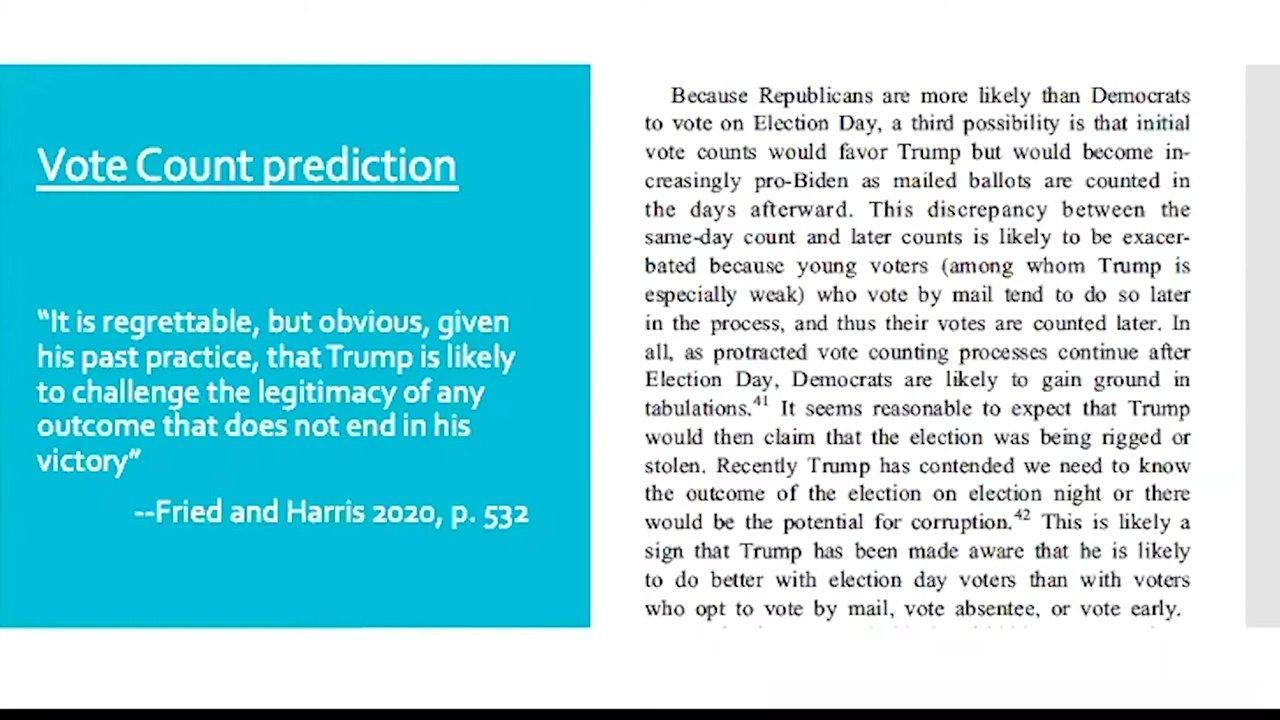 Vote Count prediction
“It is regrettable, but obvious, given
his past practice, that Trump is likely
to challenge the legitimacy of any
outcome that does not end in his
victory”
--Fried and Harris 2020, p. 532
Because Republicans are more likely than Democrats
to vote on Election Day, a third possibility is that initial
vote counts would favor Trump but would become in-
creasingly pro-Biden as mailed ballots are counted in
the days afterward. This discrepancy between the
same-day count and later counts is likely to be exacer-
bated because young voters (among whom Trump is
especially weak) who vote by mail tend to do so later
in the process, and thus their votes are counted later. In
all, as protracted vote counting processes continue after
Election Day, Democrats are likely to gain ground in
tabulations.41 It seems reasonable to expect that Trump
would then claim that the election was being rigged or
stolen. Recently Trump has contended we need to know
the outcome of the election on election night or there
would be the potential for corruption.42 This is likely a
sign that Trump has been made aware that he is likely
to do better with election day voters than with voters
who opt to vote by mail, vote absentee, or vote early.